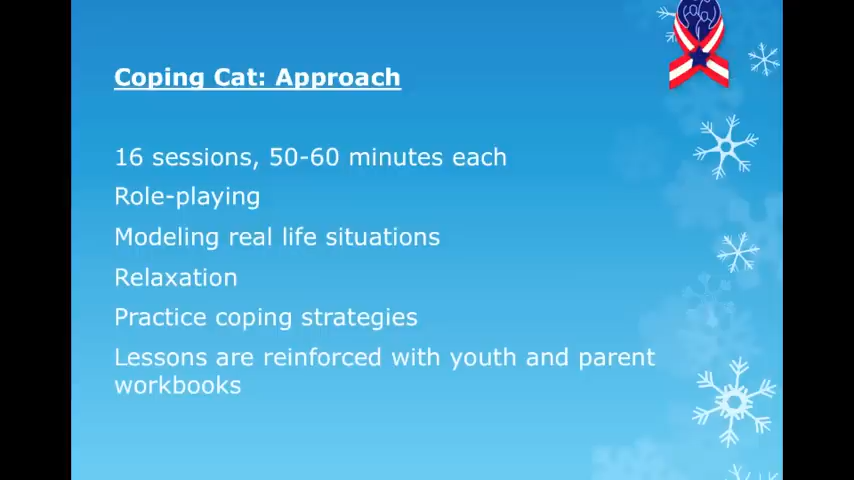 Coping Cat: Approach
16 sessions, 50-60 minutes each
Role-playing
Modeling real life situations
Relaxation
Practice coping strategies
Lessons are reinforced with youth and parent
workbooks